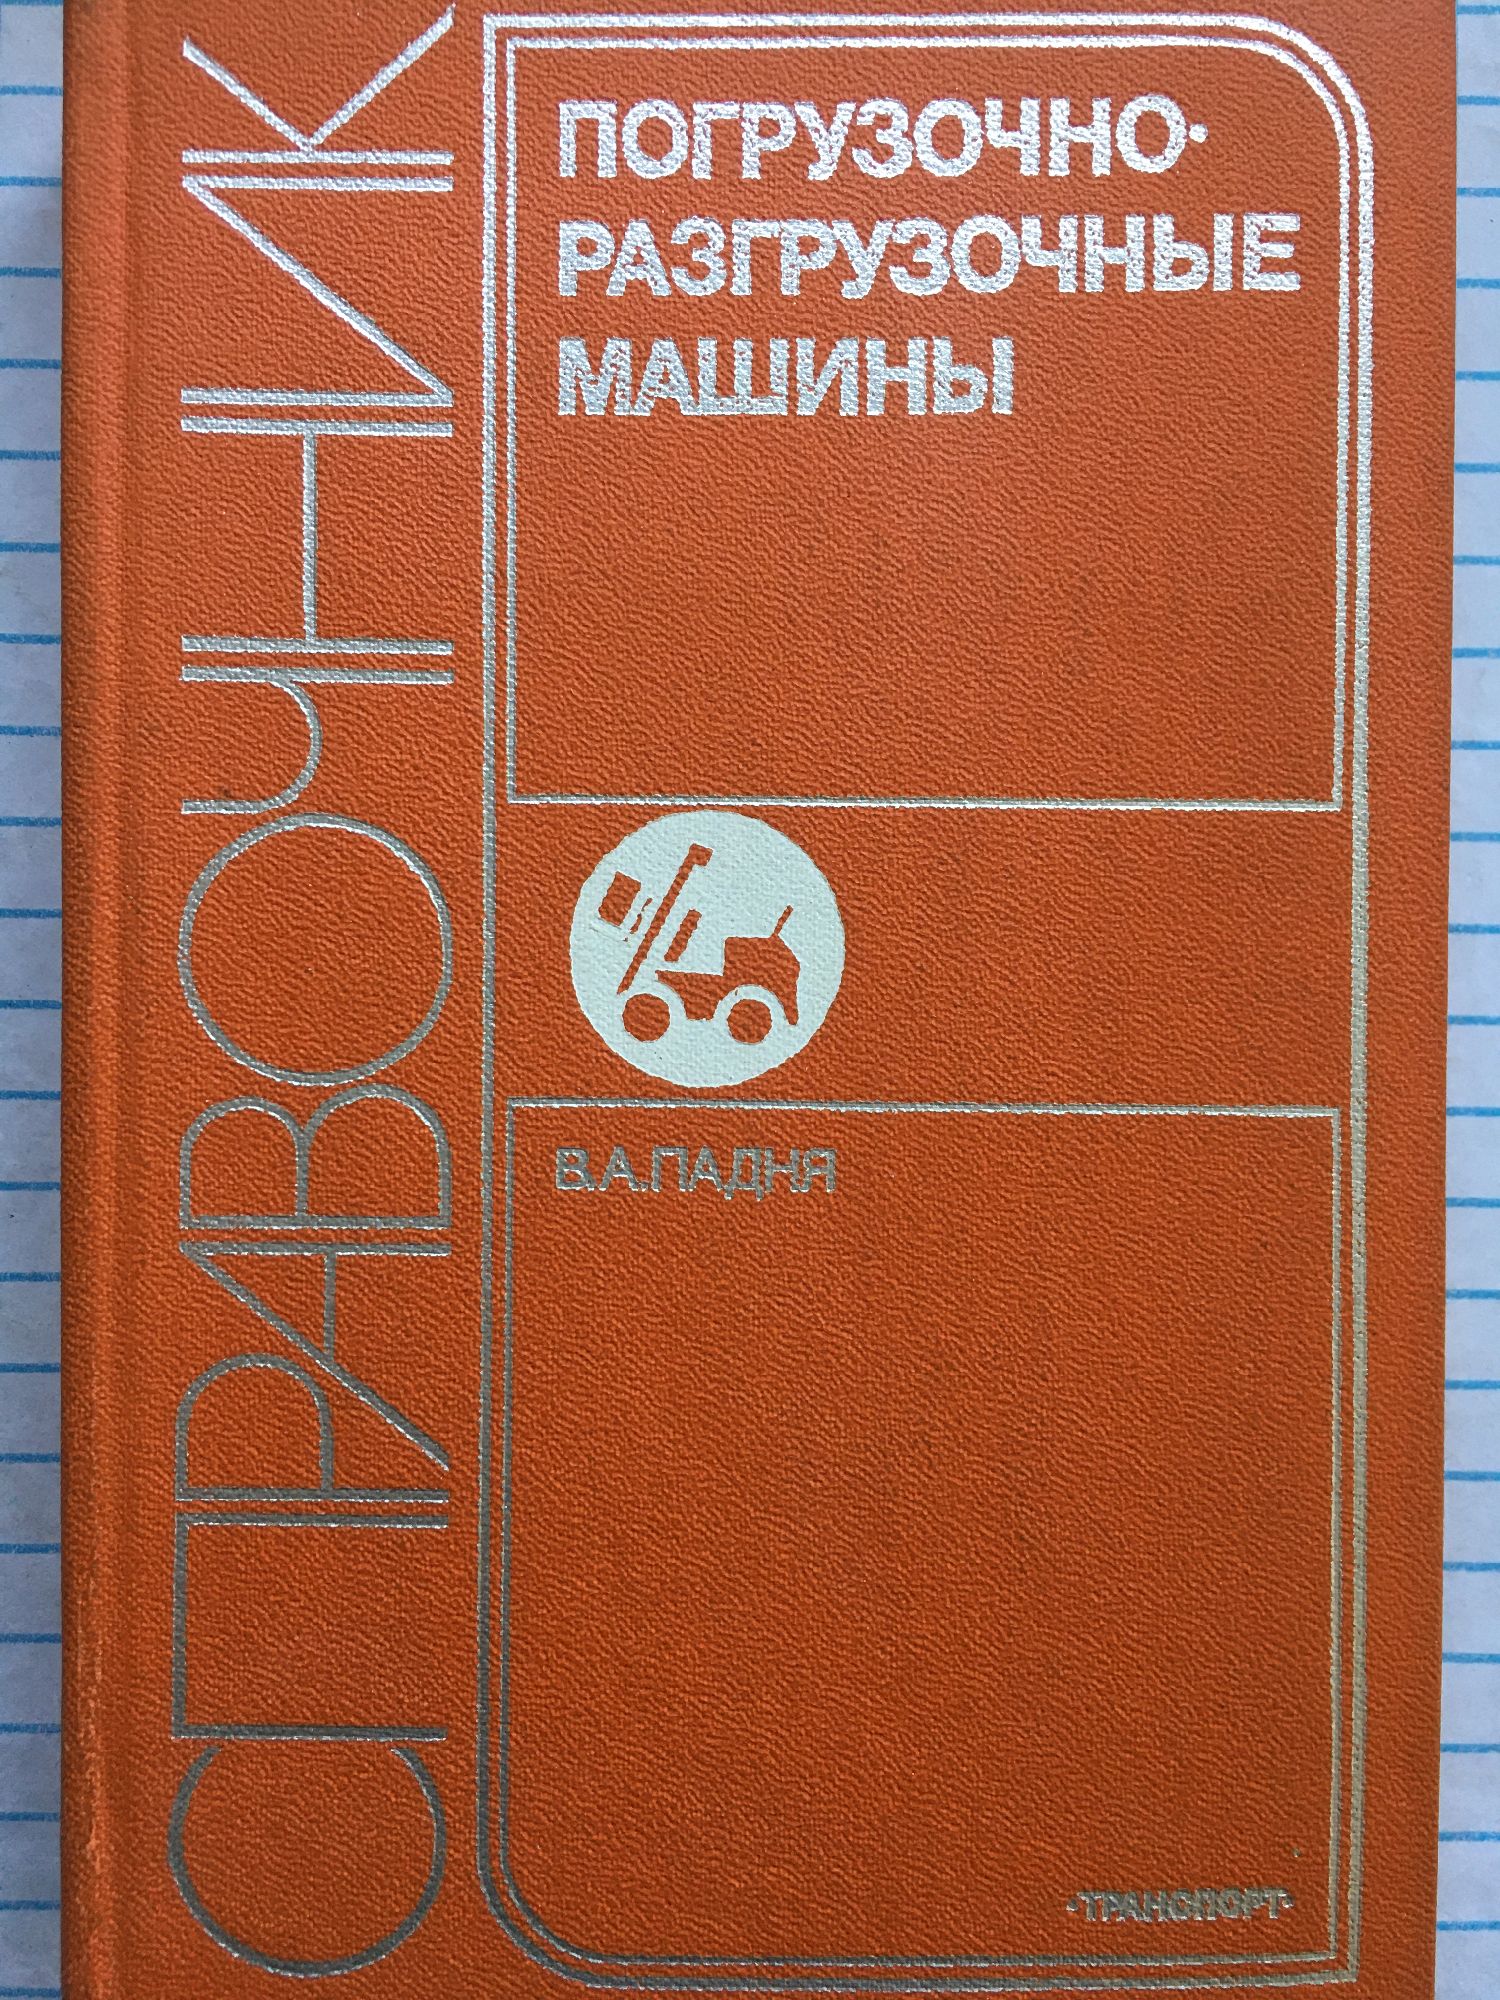 СПРАВОЧНИК
ПОГРУЗОЧНО-
РАЗГРУЗОЧНЫЕ
МАШИНЫ
В.А.ПАДНЯ
·ТРАНСПОРТ·